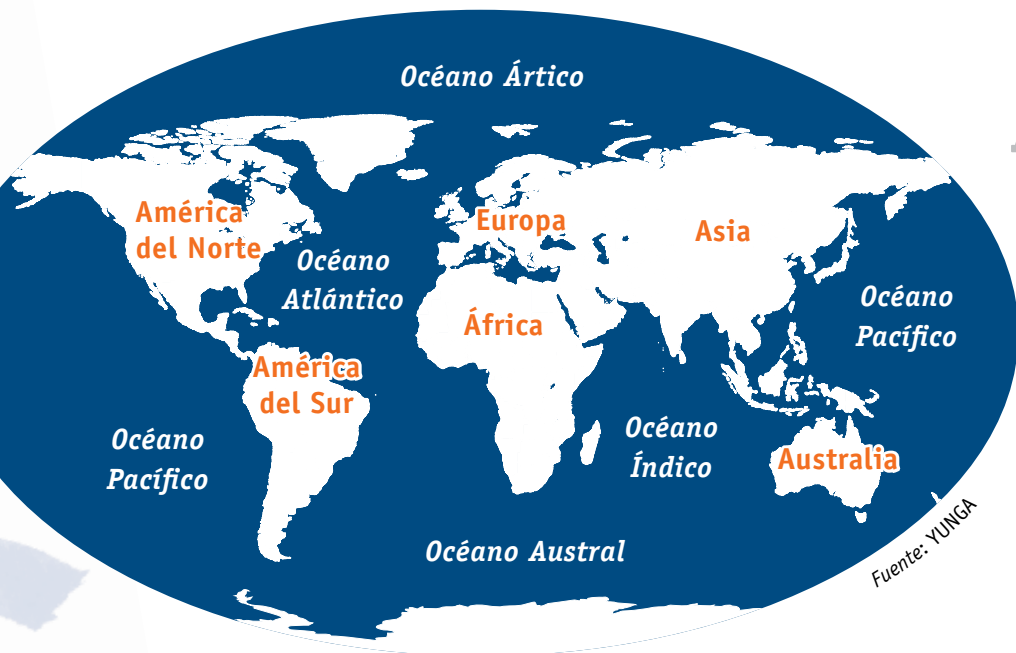 Océano Ártico
América
del Norte
Europa
Asia
Océano
Atlántico
Océano
Pacífico
África
América
del Sur
Océano
Pacífico
Océano
Índico
Australia
Océano Austral
Fuente: YUNGA